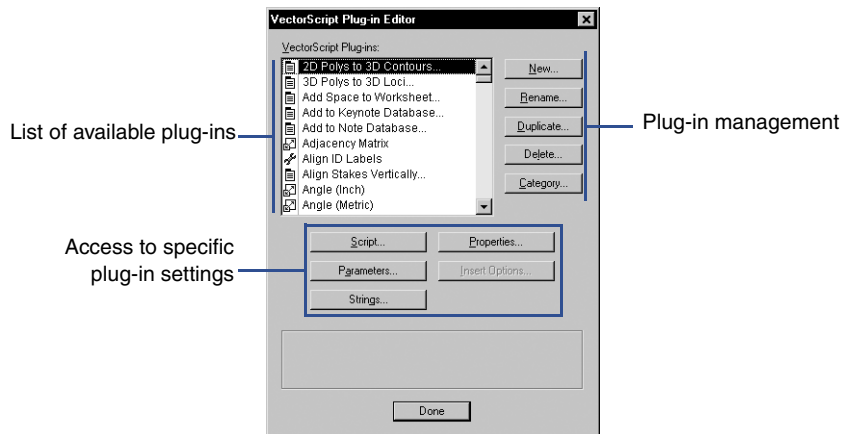 VectorScript Plug-in Editor
VectorScript Plug-ins:
2D Polys to 3D Contours...
3D Polys to 3D Loci...
Add Space to Worksheet...
Add to Keynote Database...
Add to Note Database...
Adjacency Matrix
Align ID Labels
Align Stakes Vertically...
Angle (Inch)
Angle (Metric)
New...
Rename...
Duplicate...
Delete...
Category...
List of available plug-ins
Plug-in management
Access to specific
plug-in settings
Script...
Properties...
Parameters...
Insert Options...
Strings...
Done